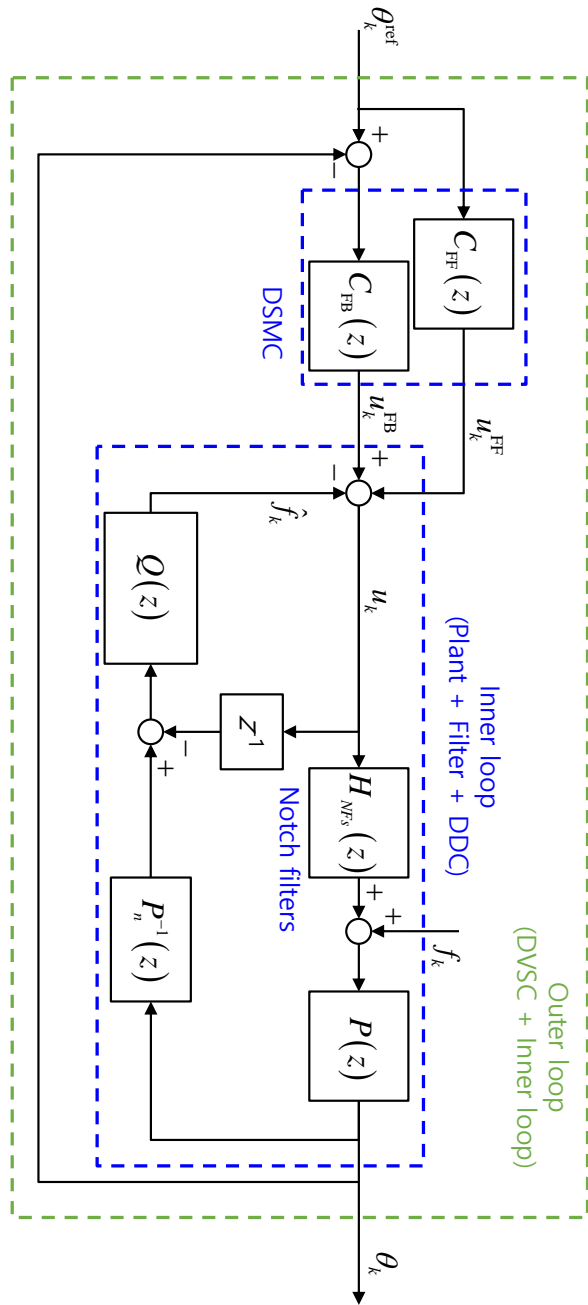 Outer loop
(DVSC + Inner loop)
Inner loop
(Plant + Filter + DDC)
C_FF(z)
u_k^FF
f_k
θ_k^ref
+
−
C_FB(z)
u_k^FB
+
−
u_k
H_NFs(z)
+
+
P(z)
θ_k
DSMC
f̂_k
z^1
Notch filters
Q(z)
−
+
P_n^-1(z)